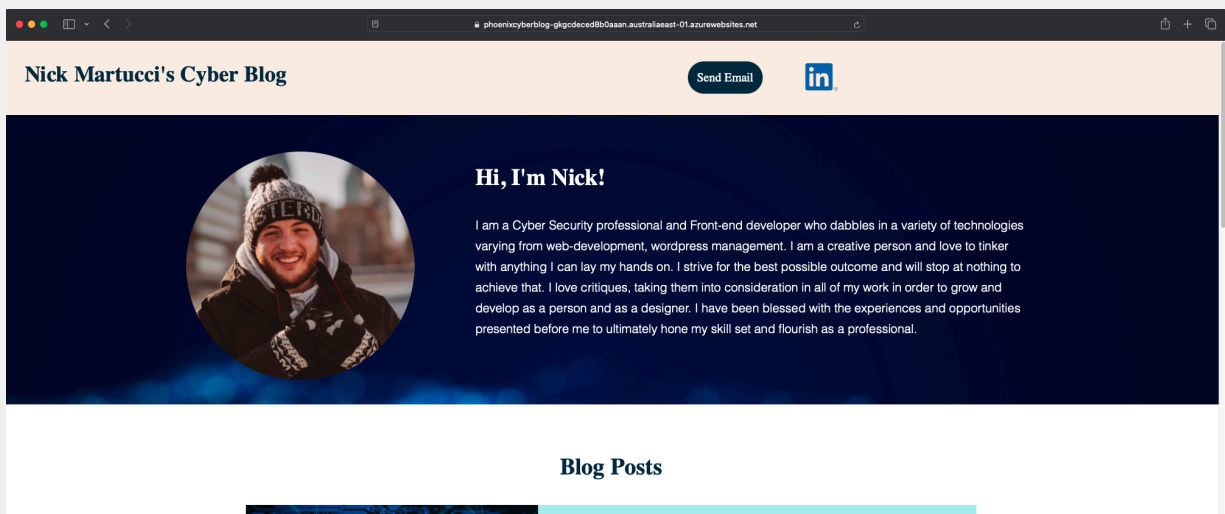 phoenixcyberblog-gkgcdeced8b0aaan.australiaeast-01.azurewebsites.net
Nick Martucci's Cyber Blog
Send Email
in
Hi, I'm Nick!
I am a Cyber Security professional and Front-end developer who dabbles in a variety of technologies
varying from web-development, wordpress management. I am a creative person and love to tinker
with anything I can lay my hands on. I strive for the best possible outcome and will stop at nothing to
achieve that. I love critiques, taking them into consideration in all of my work in order to grow and
develop as a person and as a designer. I have been blessed with the experiences and opportunities
presented before me to ultimately hone my skill set and flourish as a professional.
Blog Posts